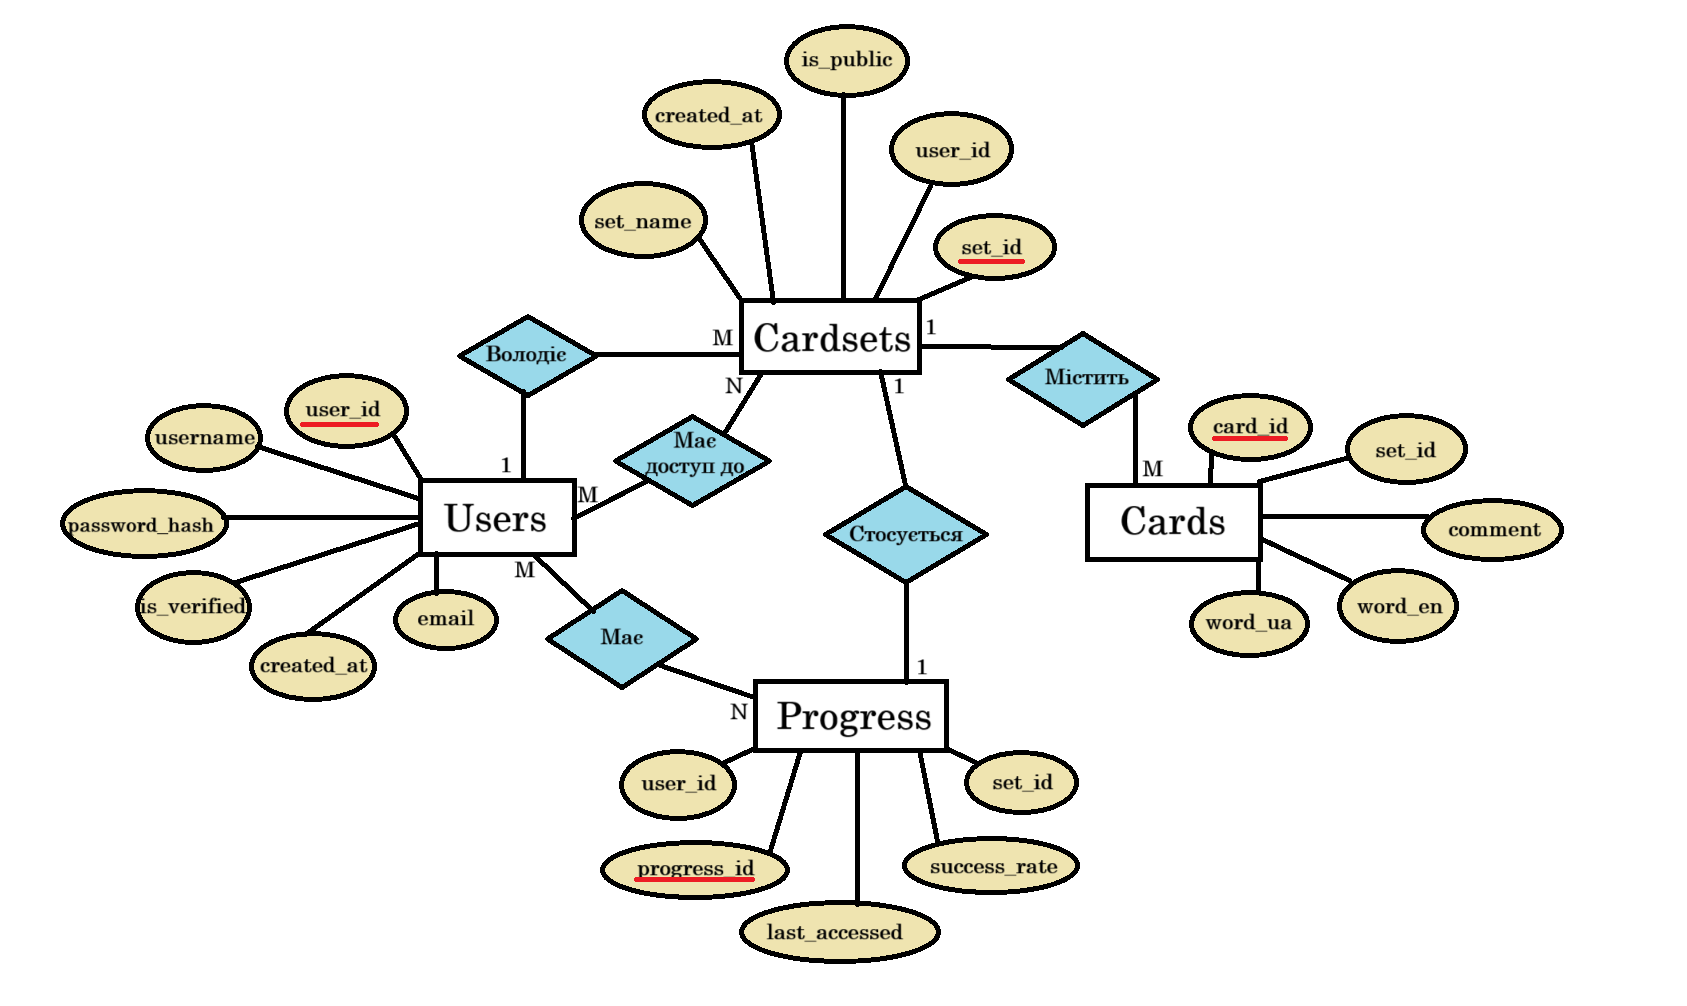 is_public
created_at
user_id
set_name
set_id
Cardsets
1
M
Володіє
N
1
Містить
user_id
username
1
Має
доступ до
card_id
set_id
M
M
password_hash
Users
Стосується
Cards
comment
is_verified
M
email
created_at
Має
word_ua
word_en
1
N
Progress
user_id
set_id
progress_id
success_rate
last_accessed